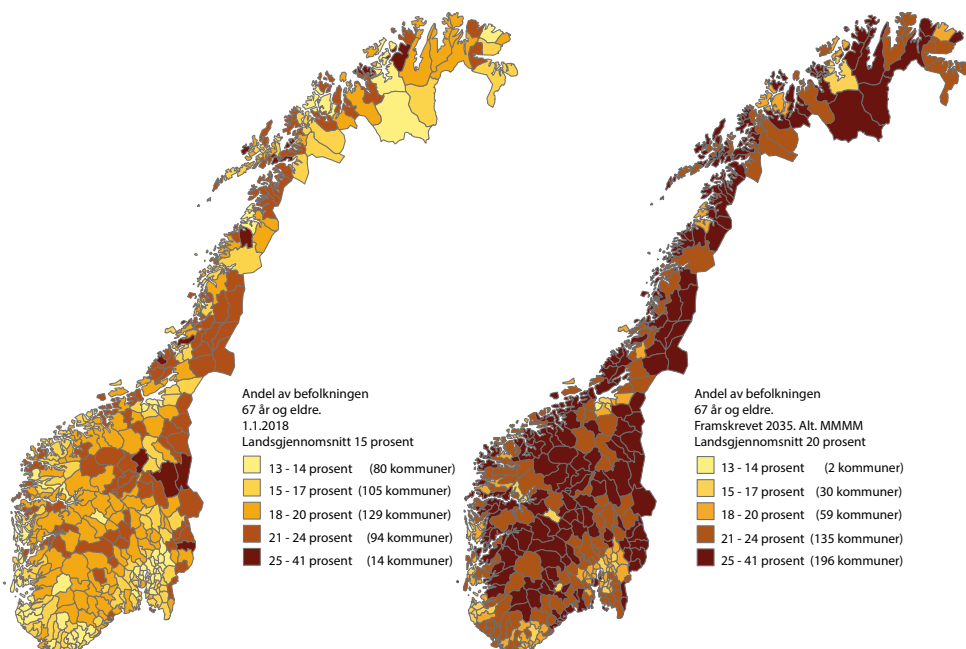 Andel av befolkningen
67 år og eldre.
1.1.2018
Landsgjennomsnitt 15 prosent
13 - 14 prosent (80 kommuner)
15 - 17 prosent (105 kommuner)
18 - 20 prosent (129 kommuner)
21 - 24 prosent (94 kommuner)
25 - 41 prosent (14 kommuner)
Andel av befolkningen
67 år og eldre.
Framskrevet 2035. Alt. MMMM
Landsgjennomsnitt 20 prosent
13 - 14 prosent (2 kommuner)
15 - 17 prosent (30 kommuner)
18 - 20 prosent (59 kommuner)
21 - 24 prosent (135 kommuner)
25 - 41 prosent (196 kommuner)